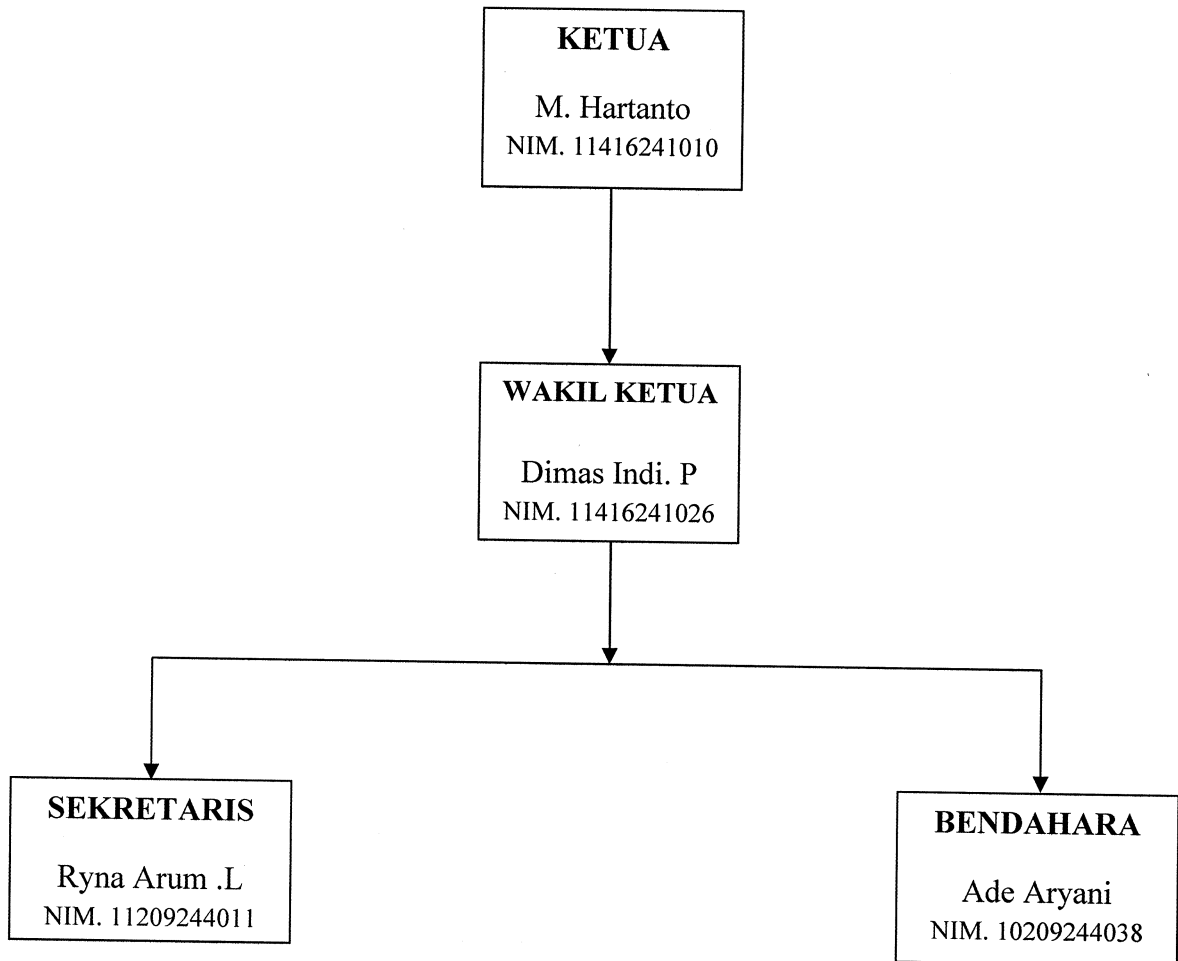 KETUA
M. Hartanto
NIM. 11416241010
WAKIL KETUA
Dimas Indi. P
NIM. 11416241026
SEKRETARIS
Ryna Arum .L
NIM. 11209244011
BENDAHARA
Ade Aryani
NIM. 10209244038